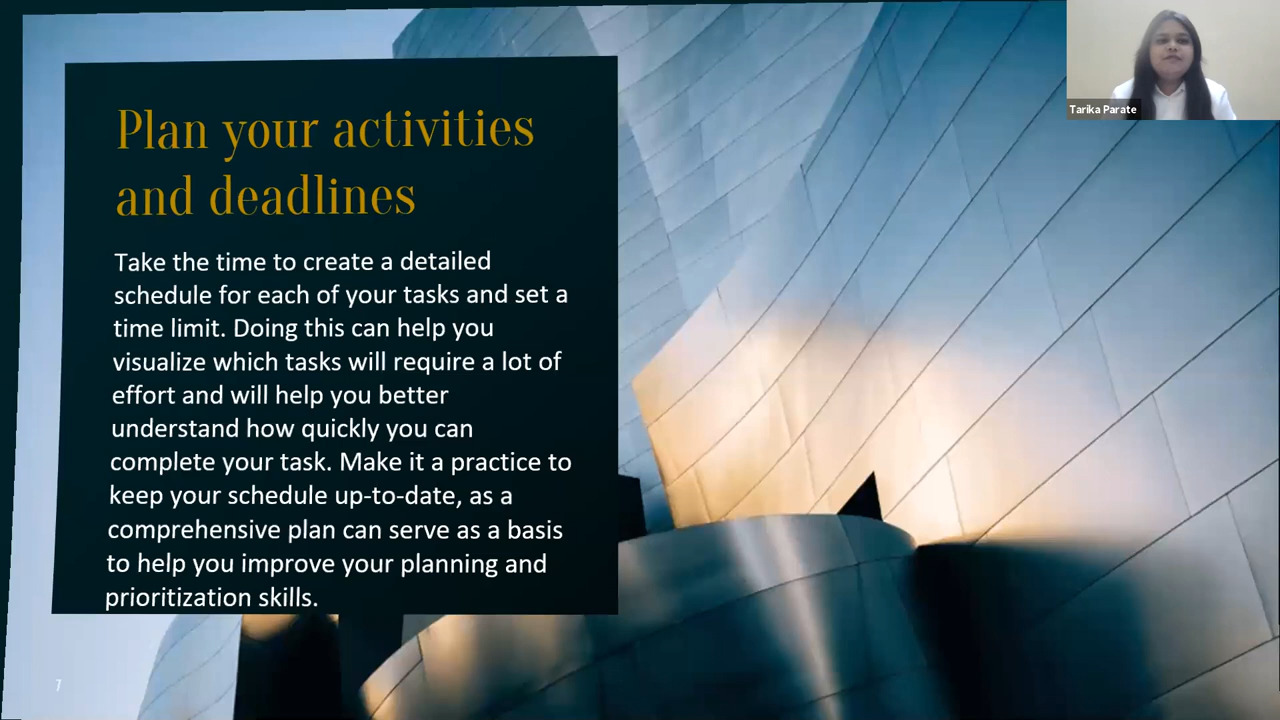 Tarika Parate
Plan your activities
and deadlines
Take the time to create a detailed
schedule for each of your tasks and set a
time limit. Doing this can help you
visualize which tasks will require a lot of
effort and will help you better
understand how quickly you can
complete your task. Make it a practice to
keep your schedule up-to-date, as a
comprehensive plan can serve as a basis
to help you improve your planning and
prioritization skills.
7